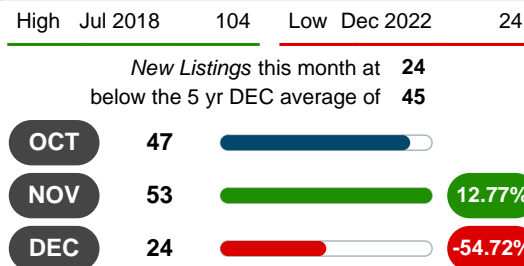 High Jul 2018 104 Low Dec 2022 24
New Listings this month at 24
below the 5 yr DEC average of 45
OCT 47
NOV 53 12.77%
DEC 24 -54.72%